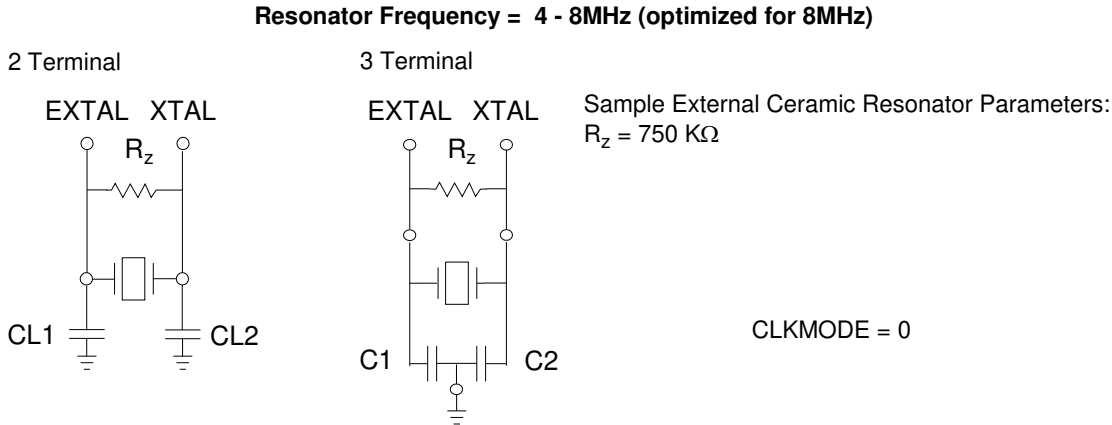 Resonator Frequency = 4 - 8MHz (optimized for 8MHz)
2 Terminal
3 Terminal
EXTAL XTAL
Rz
CL1
CL2
EXTAL XTAL
Rz
C1
C2
Sample External Ceramic Resonator Parameters:
Rz = 750 KΩ
CLKMODE = 0